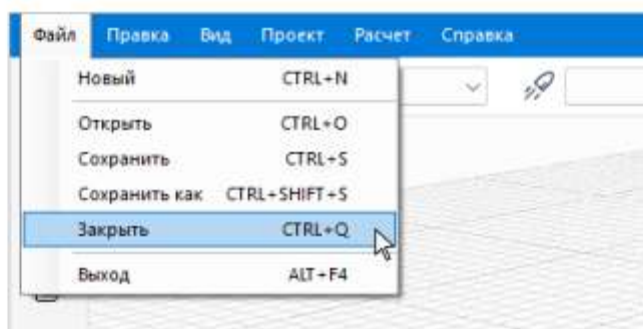 Файл Правка Вид Проект Расчет Справка
Новый CTRL+N
Открыть CTRL+O
Сохранить CTRL+S
Сохранить как CTRL+SHIFT+S
Закрыть CTRL+Q
Выход ALT+F4